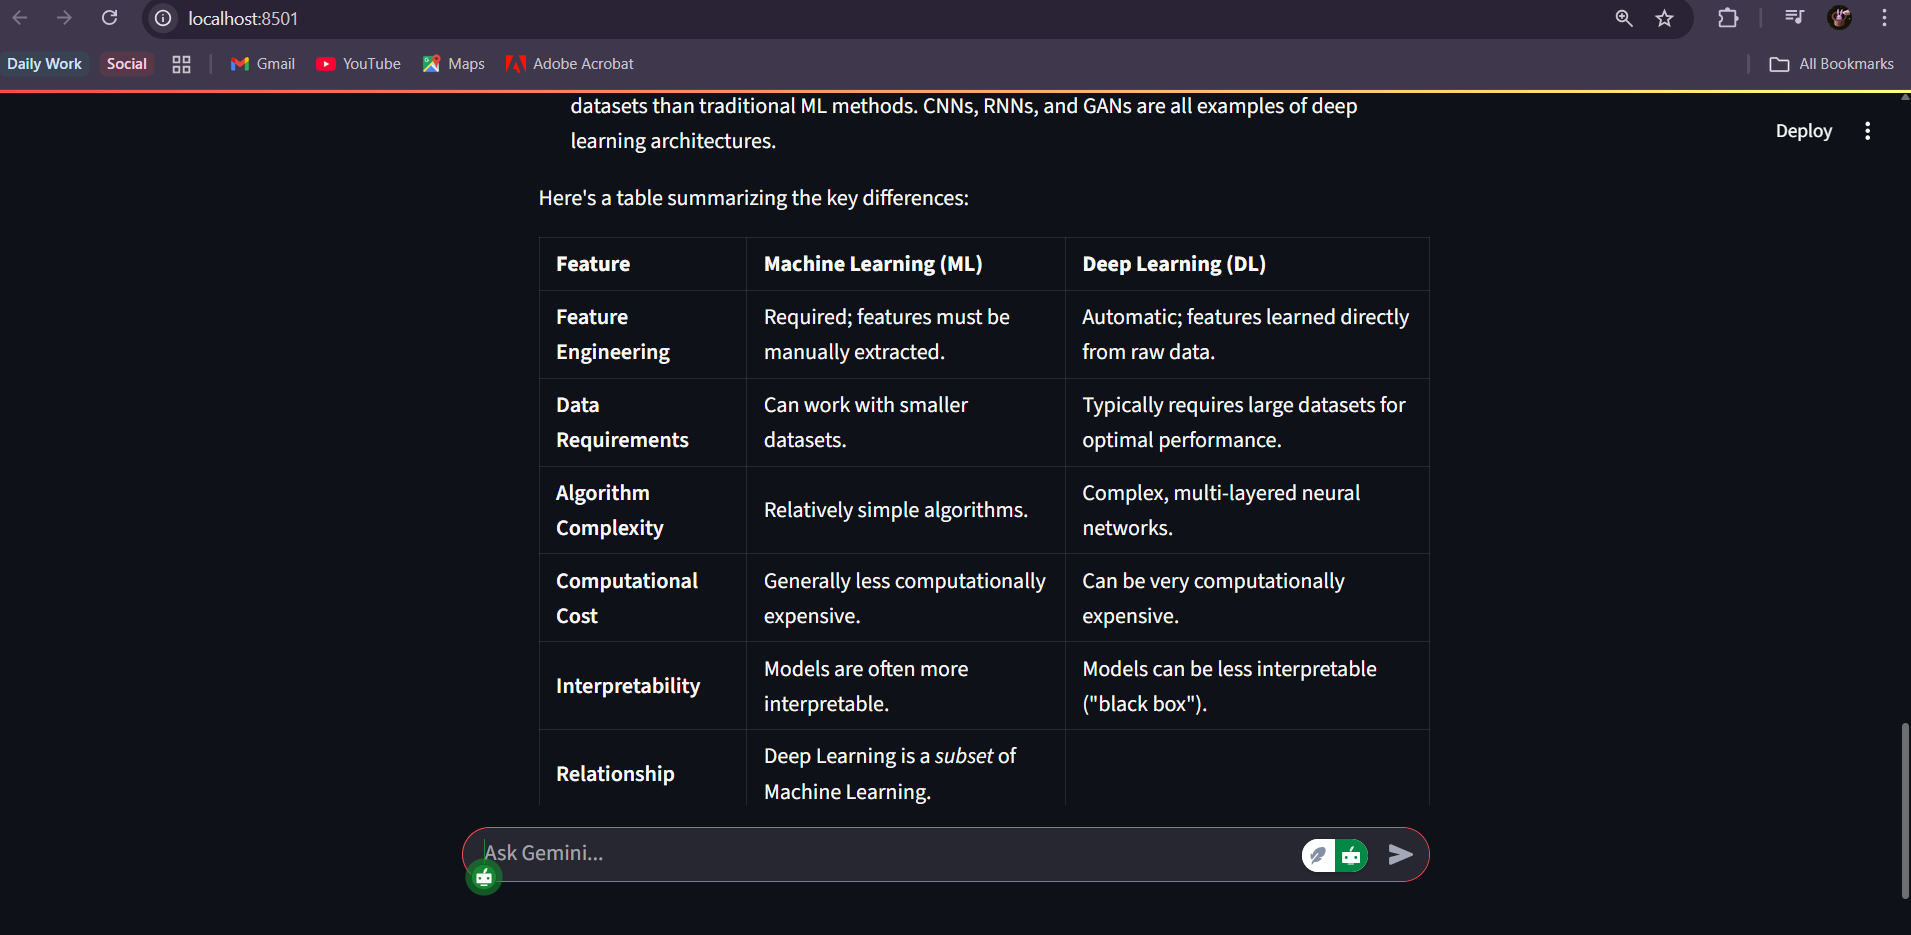 localhost:8501
Daily Work Social Gmail YouTube Maps Adobe Acrobat All Bookmarks
datasets than traditional ML methods. CNNs, RNNs, and GANs are all examples of deep
learning architectures.
Deploy
Here's a table summarizing the key differences:
Feature Machine Learning (ML) Deep Learning (DL)
Feature
Engineering
Required; features must be
manually extracted.
Automatic; features learned directly
from raw data.
Data
Requirements
Can work with smaller
datasets.
Typically requires large datasets for
optimal performance.
Algorithm
Complexity
Relatively simple algorithms.
Complex, multi-layered neural
networks.
Computational
Cost
Generally less computationally
expensive.
Can be very computationally
expensive.
Interpretability
Models are often more
interpretable.
Models can be less interpretable
("black box").
Relationship
Deep Learning is a subset of
Machine Learning.
Ask Gemini...